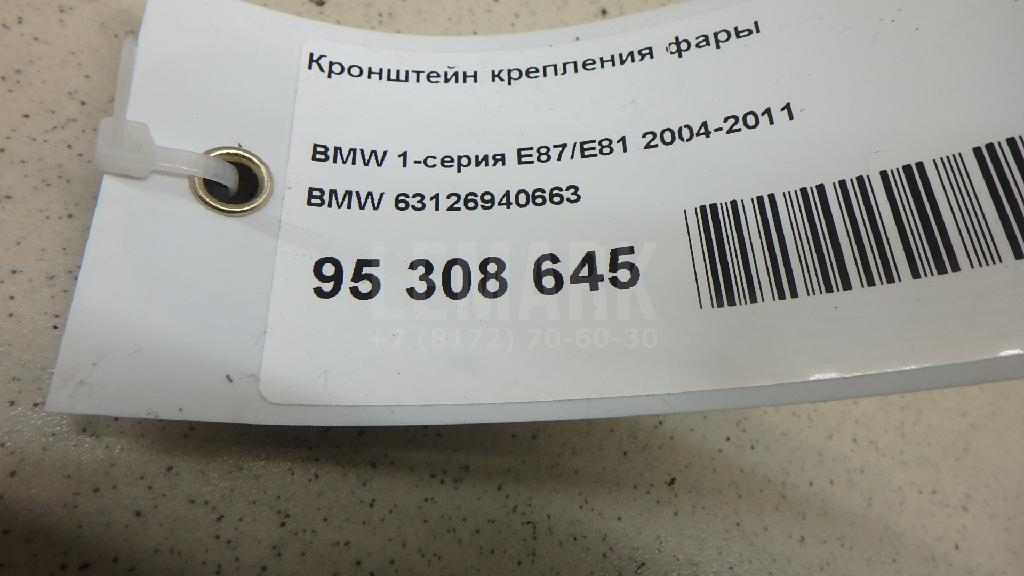 Кронштейн крепления фары
BMW 1-серия E87/E81 2004-2011
BMW 63126940663
95 308 645
LEMARK
+7 (8172) 70-60-30